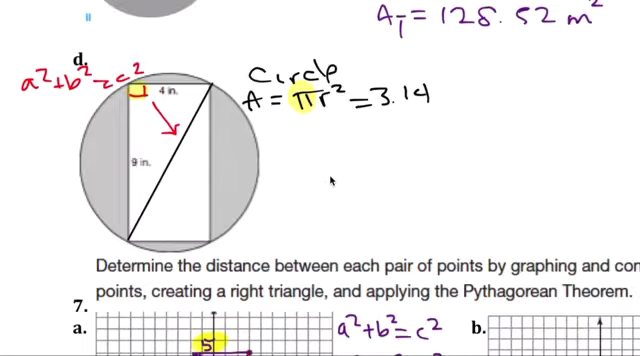 A_T = 128.52 m²
d.
a²+b²=c²
Circle
4 in.
A = πr² = 3.14
9 in.
Determine the distance between each pair of points by graphing and con
points, creating a right triangle, and applying the Pythagorean Theorem.
7.
a.
a²+b²=c²
b.
5